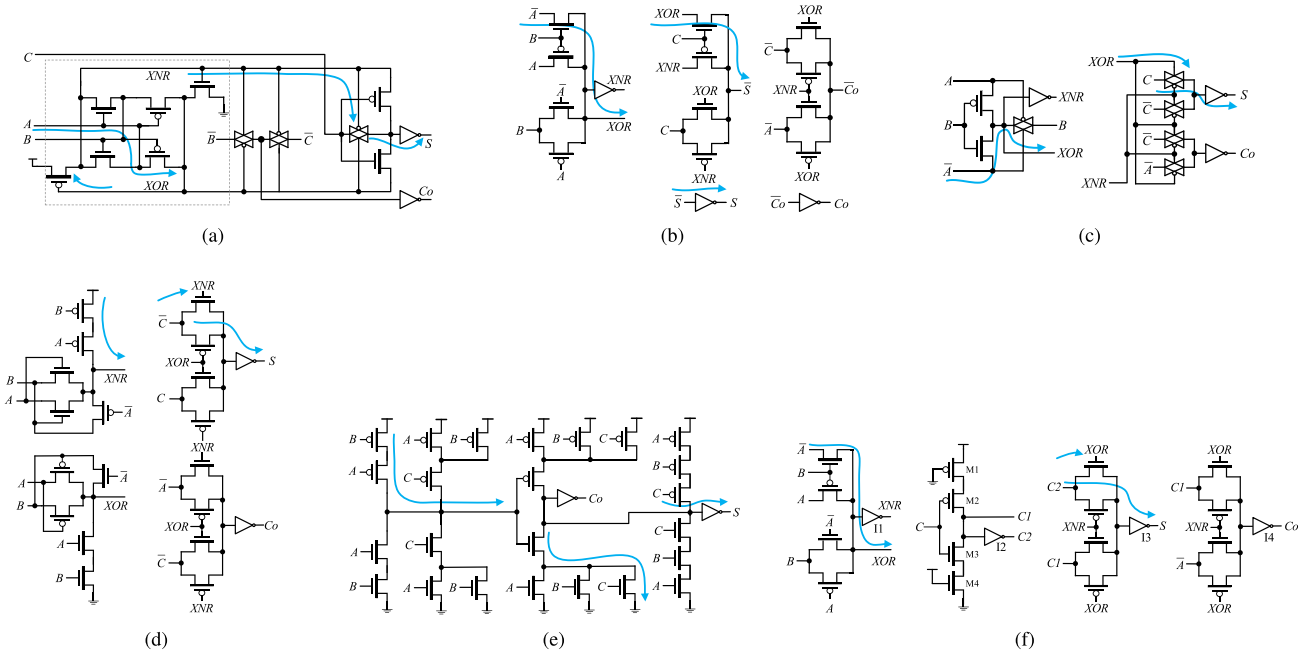 C
XNR
A
B
XOR
B̅
C̅
S
Co
(a)
A̅
B
A
A̅
B
A
XNR
XOR
XOR
C
XNR
XOR
C
XNR
S̅
S̅
S
XOR
C̅
XNR
A̅
XOR
C̅o̅
C̅o̅
Co
(b)
A
B
A̅
XNR
B
XOR
XOR
C
C̅
C̅
A̅
XNR
S
Co
(c)
B
A
XNR
B
A
A̅
A
B
A̅
XOR
A
B
XNR
C̅
XOR
C
XNR
S
XNR
A̅
XOR
C̅
XNR
Co
(d)
B
A
A
B
A
B
C
C
A
B
A
B
C
Co
A
B
C
A
B
C
C
B
A
S
(e)
A̅
B
A
A̅
B
A
XNR
I1
XOR
M1
M2
C
C1
C2
I2
M3
M4
XOR
C2
XNR
C1
XOR
S
I3
XOR
C1
XNR
A̅
XOR
Co
I4
(f)